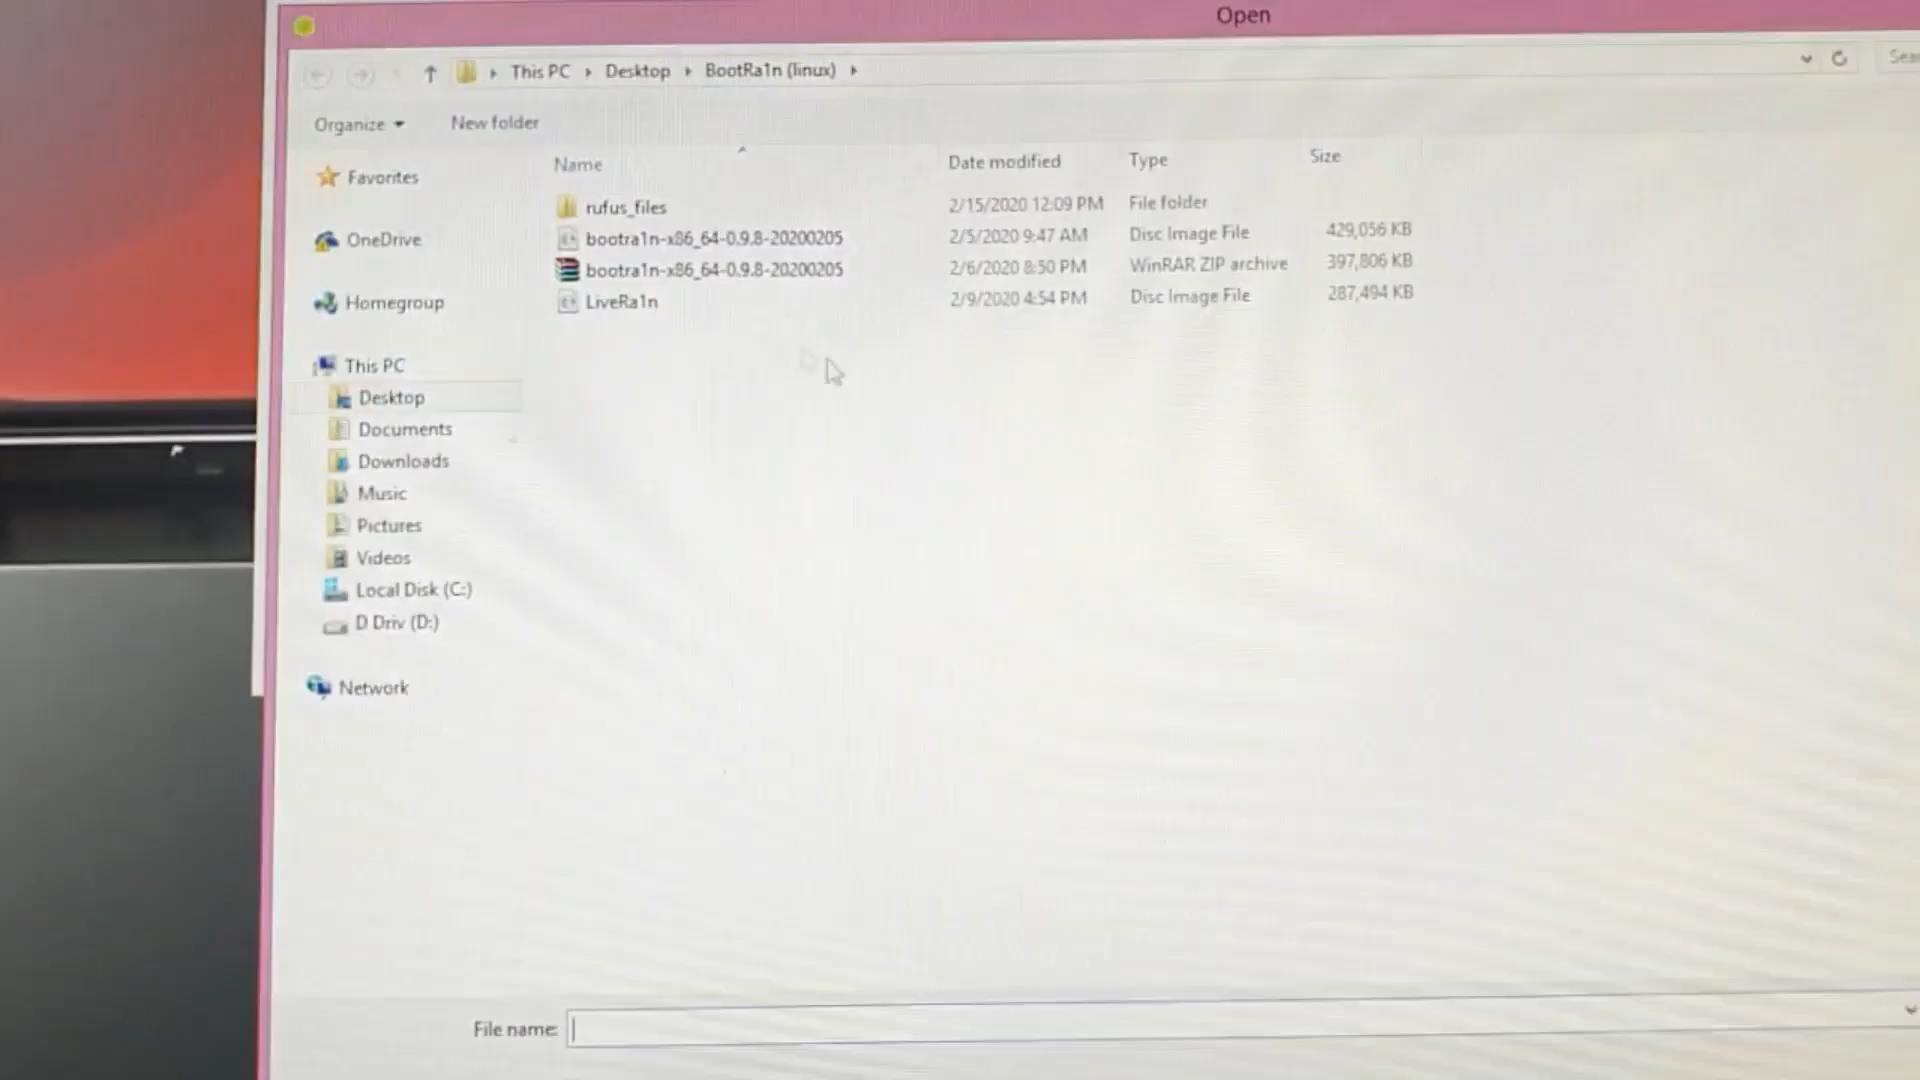 Open
This PC Desktop BootRa1n (linux)
Organize New folder
Name Date modified Type Size
rufus_files 2/15/2020 12:09 PM File folder
bootra1n-x86_64-0.9.8-20200205 2/5/2020 9:47 AM Disc Image File 429,056 KB
bootra1n-x86_64-0.9.8-20200205 2/6/2020 8:50 PM WinRAR ZIP archive 397,806 KB
LiveRa1n 2/9/2020 4:54 PM Disc Image File 287,494 KB
Favorites
OneDrive
Homegroup
This PC
Desktop
Documents
Downloads
Music
Pictures
Videos
Local Disk (C:)
D Driv (D:)
Network
File name: